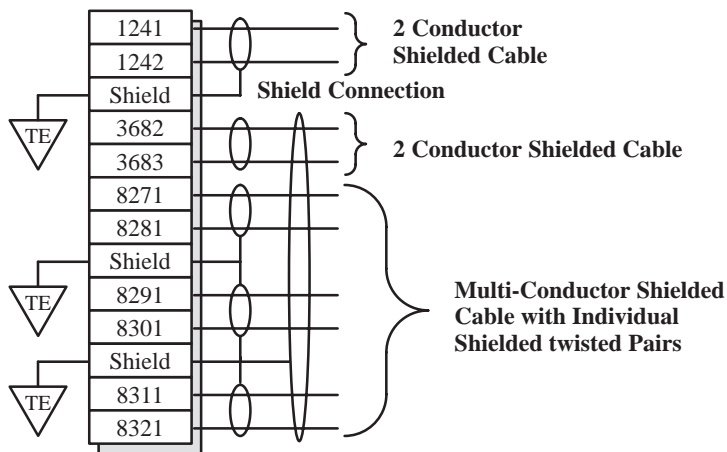 1241
1242
Shield
3682
3683
8271
8281
Shield
8291
8301
Shield
8311
8321
TE
TE
TE
2 Conductor
Shielded Cable
Shield Connection
2 Conductor Shielded Cable
Multi-Conductor Shielded
Cable with Individual
Shielded twisted Pairs